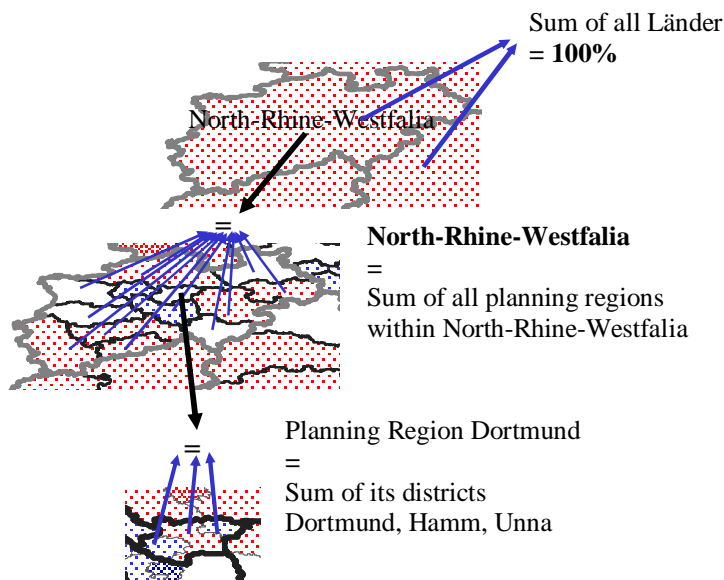 Sum of all Länder
= 100%
North-Rhine-Westfalia
=
North-Rhine-Westfalia
=
Sum of all planning regions
within North-Rhine-Westfalia
=
Planning Region Dortmund
=
Sum of its districts
Dortmund, Hamm, Unna